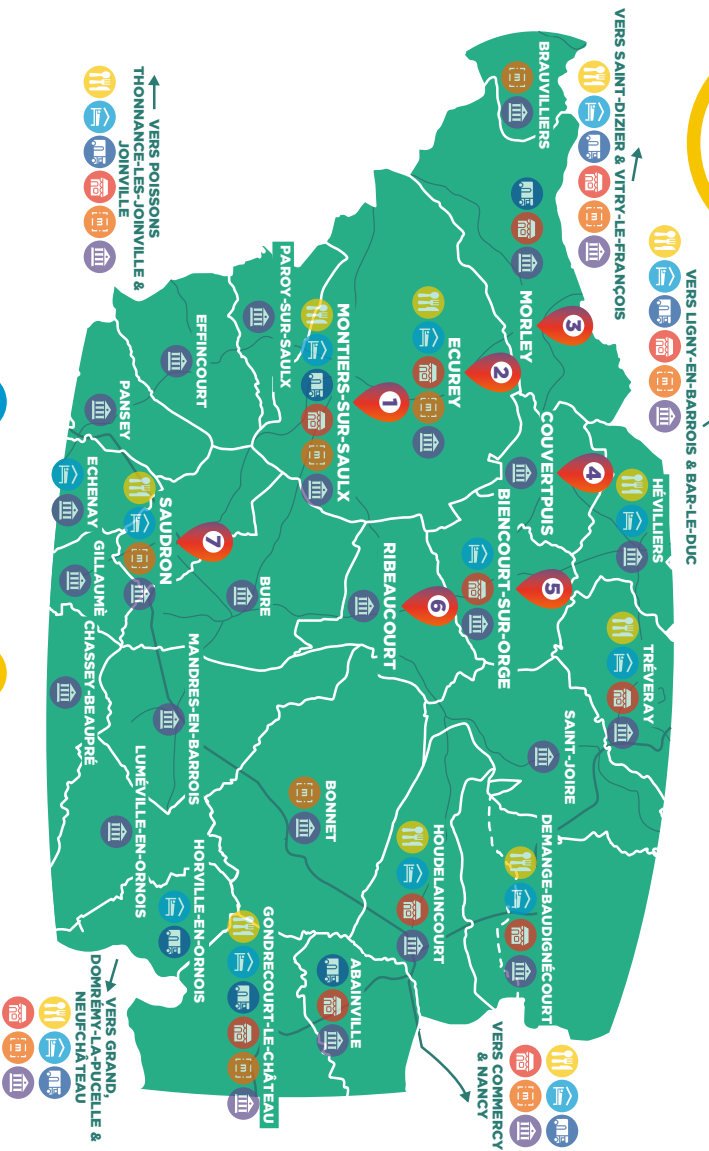 VERS SAINT-DIZIER & VITRY-LE-FRANÇOIS
VERS LIGNY-EN-BARROIS & BAR-LE-DUC
BRAUVILLIERS
MORLEY
3
ECUREY
2
MONTIERS-SUR-SAULX
1
PAROY-SUR-SAULX
EFFINCOURT
PANSEY
VERS POISSONS
THONNANCE-LES-JOINVILLE &
JOINVILLE
HÉVILLIERS
COUVERTPUIS
4
BIENCOURT-SUR-ORGE
5
RIBEAUCOURT
6
BURE
SAUDRON
7
ECHENAY
GILLAUMÉ
CHASSEY-BEAUPRÉ
TRÉVERAY
SAINT-JOIRE
MANDRES-EN-BARROIS
BONNET
LUMÉVILLE-EN-ORNOIS
DEMANGE-BAUDIGNÉCOURT
HOUDELAINCOURT
HORVILLE-EN-ORNOIS
GONDRECOURT-LE-CHÂTEAU
ABAINVILLE
VERS COMMERCY
& NANCY
VERS GRAND,
DOMRÉMY-LA-PUCELLE &
NEUFCHÂTEAU